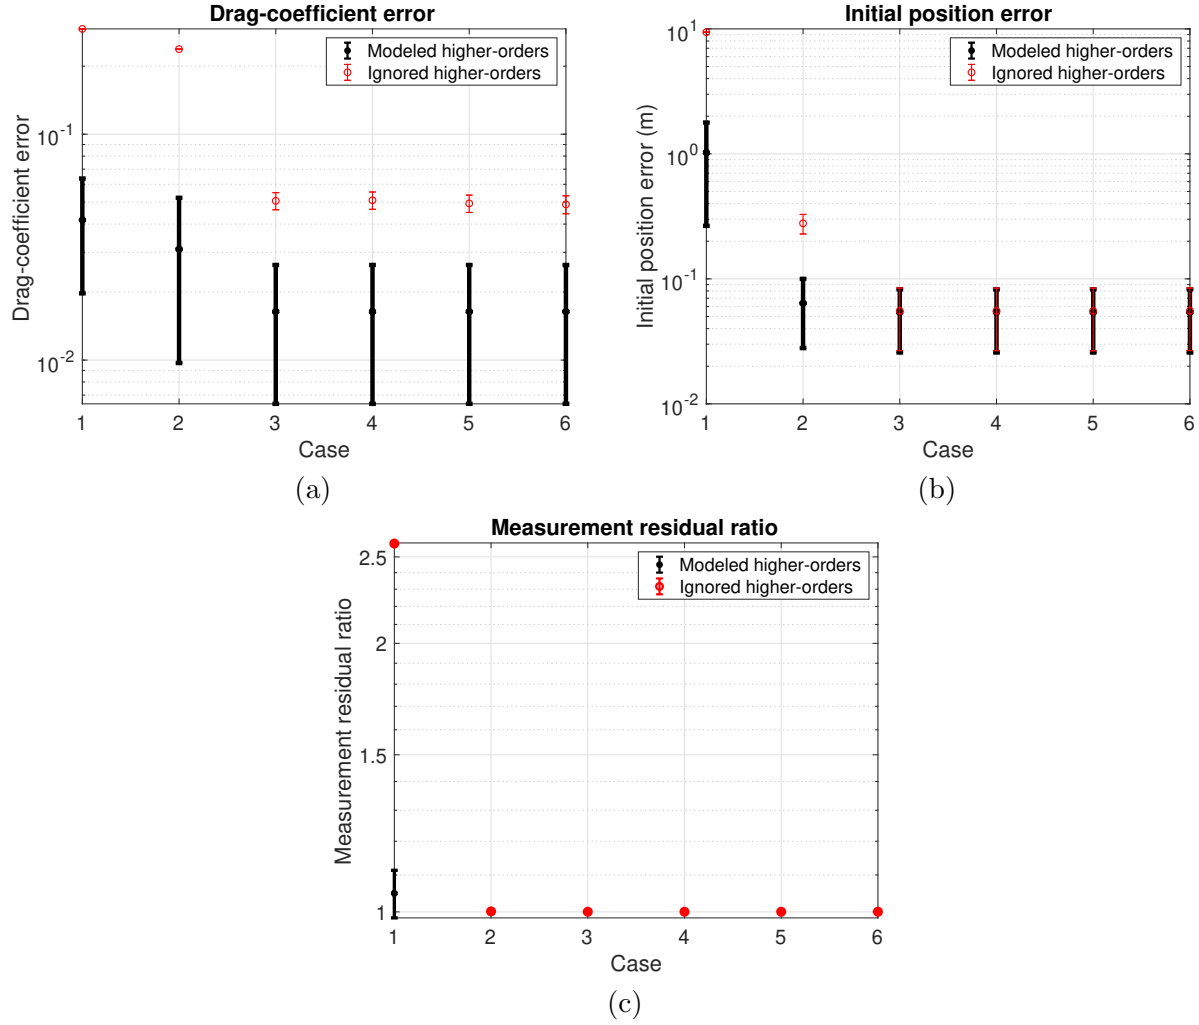 Drag-coefficient error
Modeled higher-orders
Ignored higher-orders
Drag-coefficient error
10^-1
10^-2
1 2 3 4 5 6
Case
(a)
Initial position error
Modeled higher-orders
Ignored higher-orders
Initial position error (m)
10^1
10^0
10^-1
10^-2
1 2 3 4 5 6
Case
(b)
Measurement residual ratio
Modeled higher-orders
Ignored higher-orders
Measurement residual ratio
2.5
2
1.5
1
1 2 3 4 5 6
Case
(c)